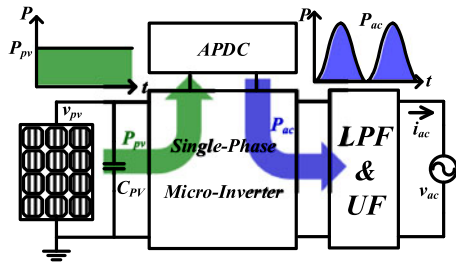 P
P_pv
t
APDC
P
P_ac
t
v_pv
P_pv
C_PV
Single-Phase
Micro-Inverter
P_ac
LPF
&
UF
i_ac
v_ac